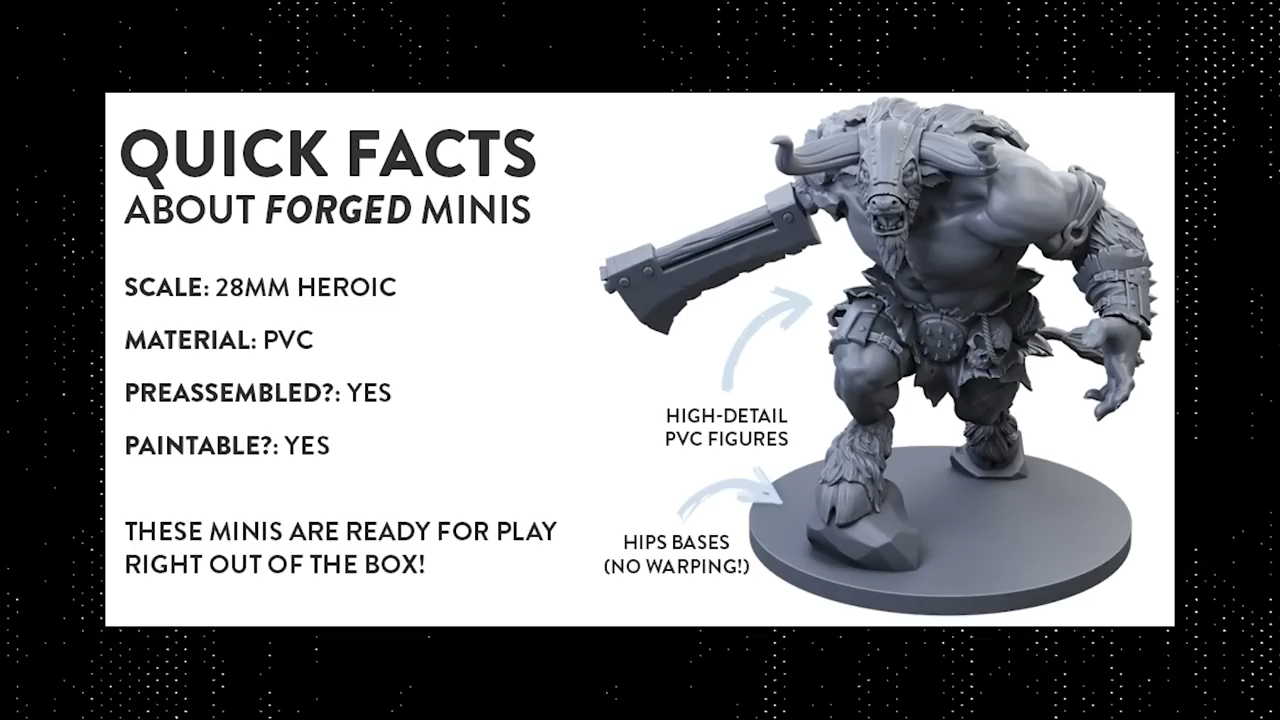 QUICK FACTS
ABOUT FORGED MINIS
SCALE: 28MM HEROIC
MATERIAL: PVC
PREASSEMBLED?: YES
PAINTABLE?: YES
THESE MINIS ARE READY FOR PLAY
RIGHT OUT OF THE BOX!
HIGH-DETAIL
PVC FIGURES
HIPS BASES
(NO WARPING!)